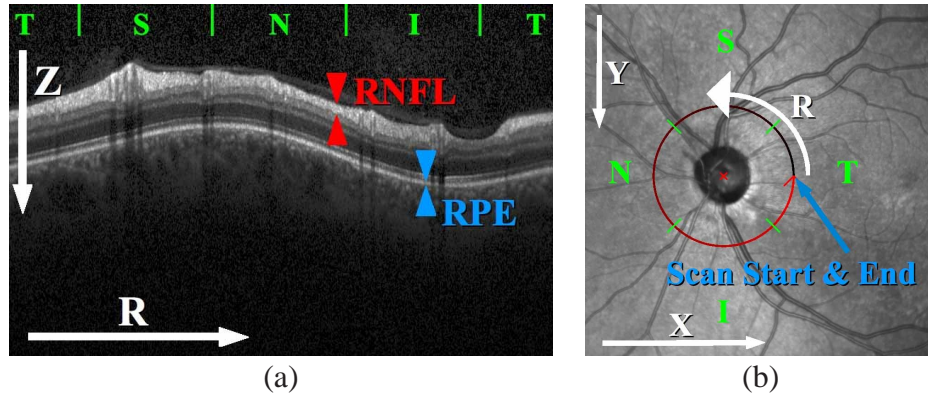 T S N I T
Z
RNFL
RPE
R
(a)
S
Y
R
N
T
Scan Start & End
I
X
(b)